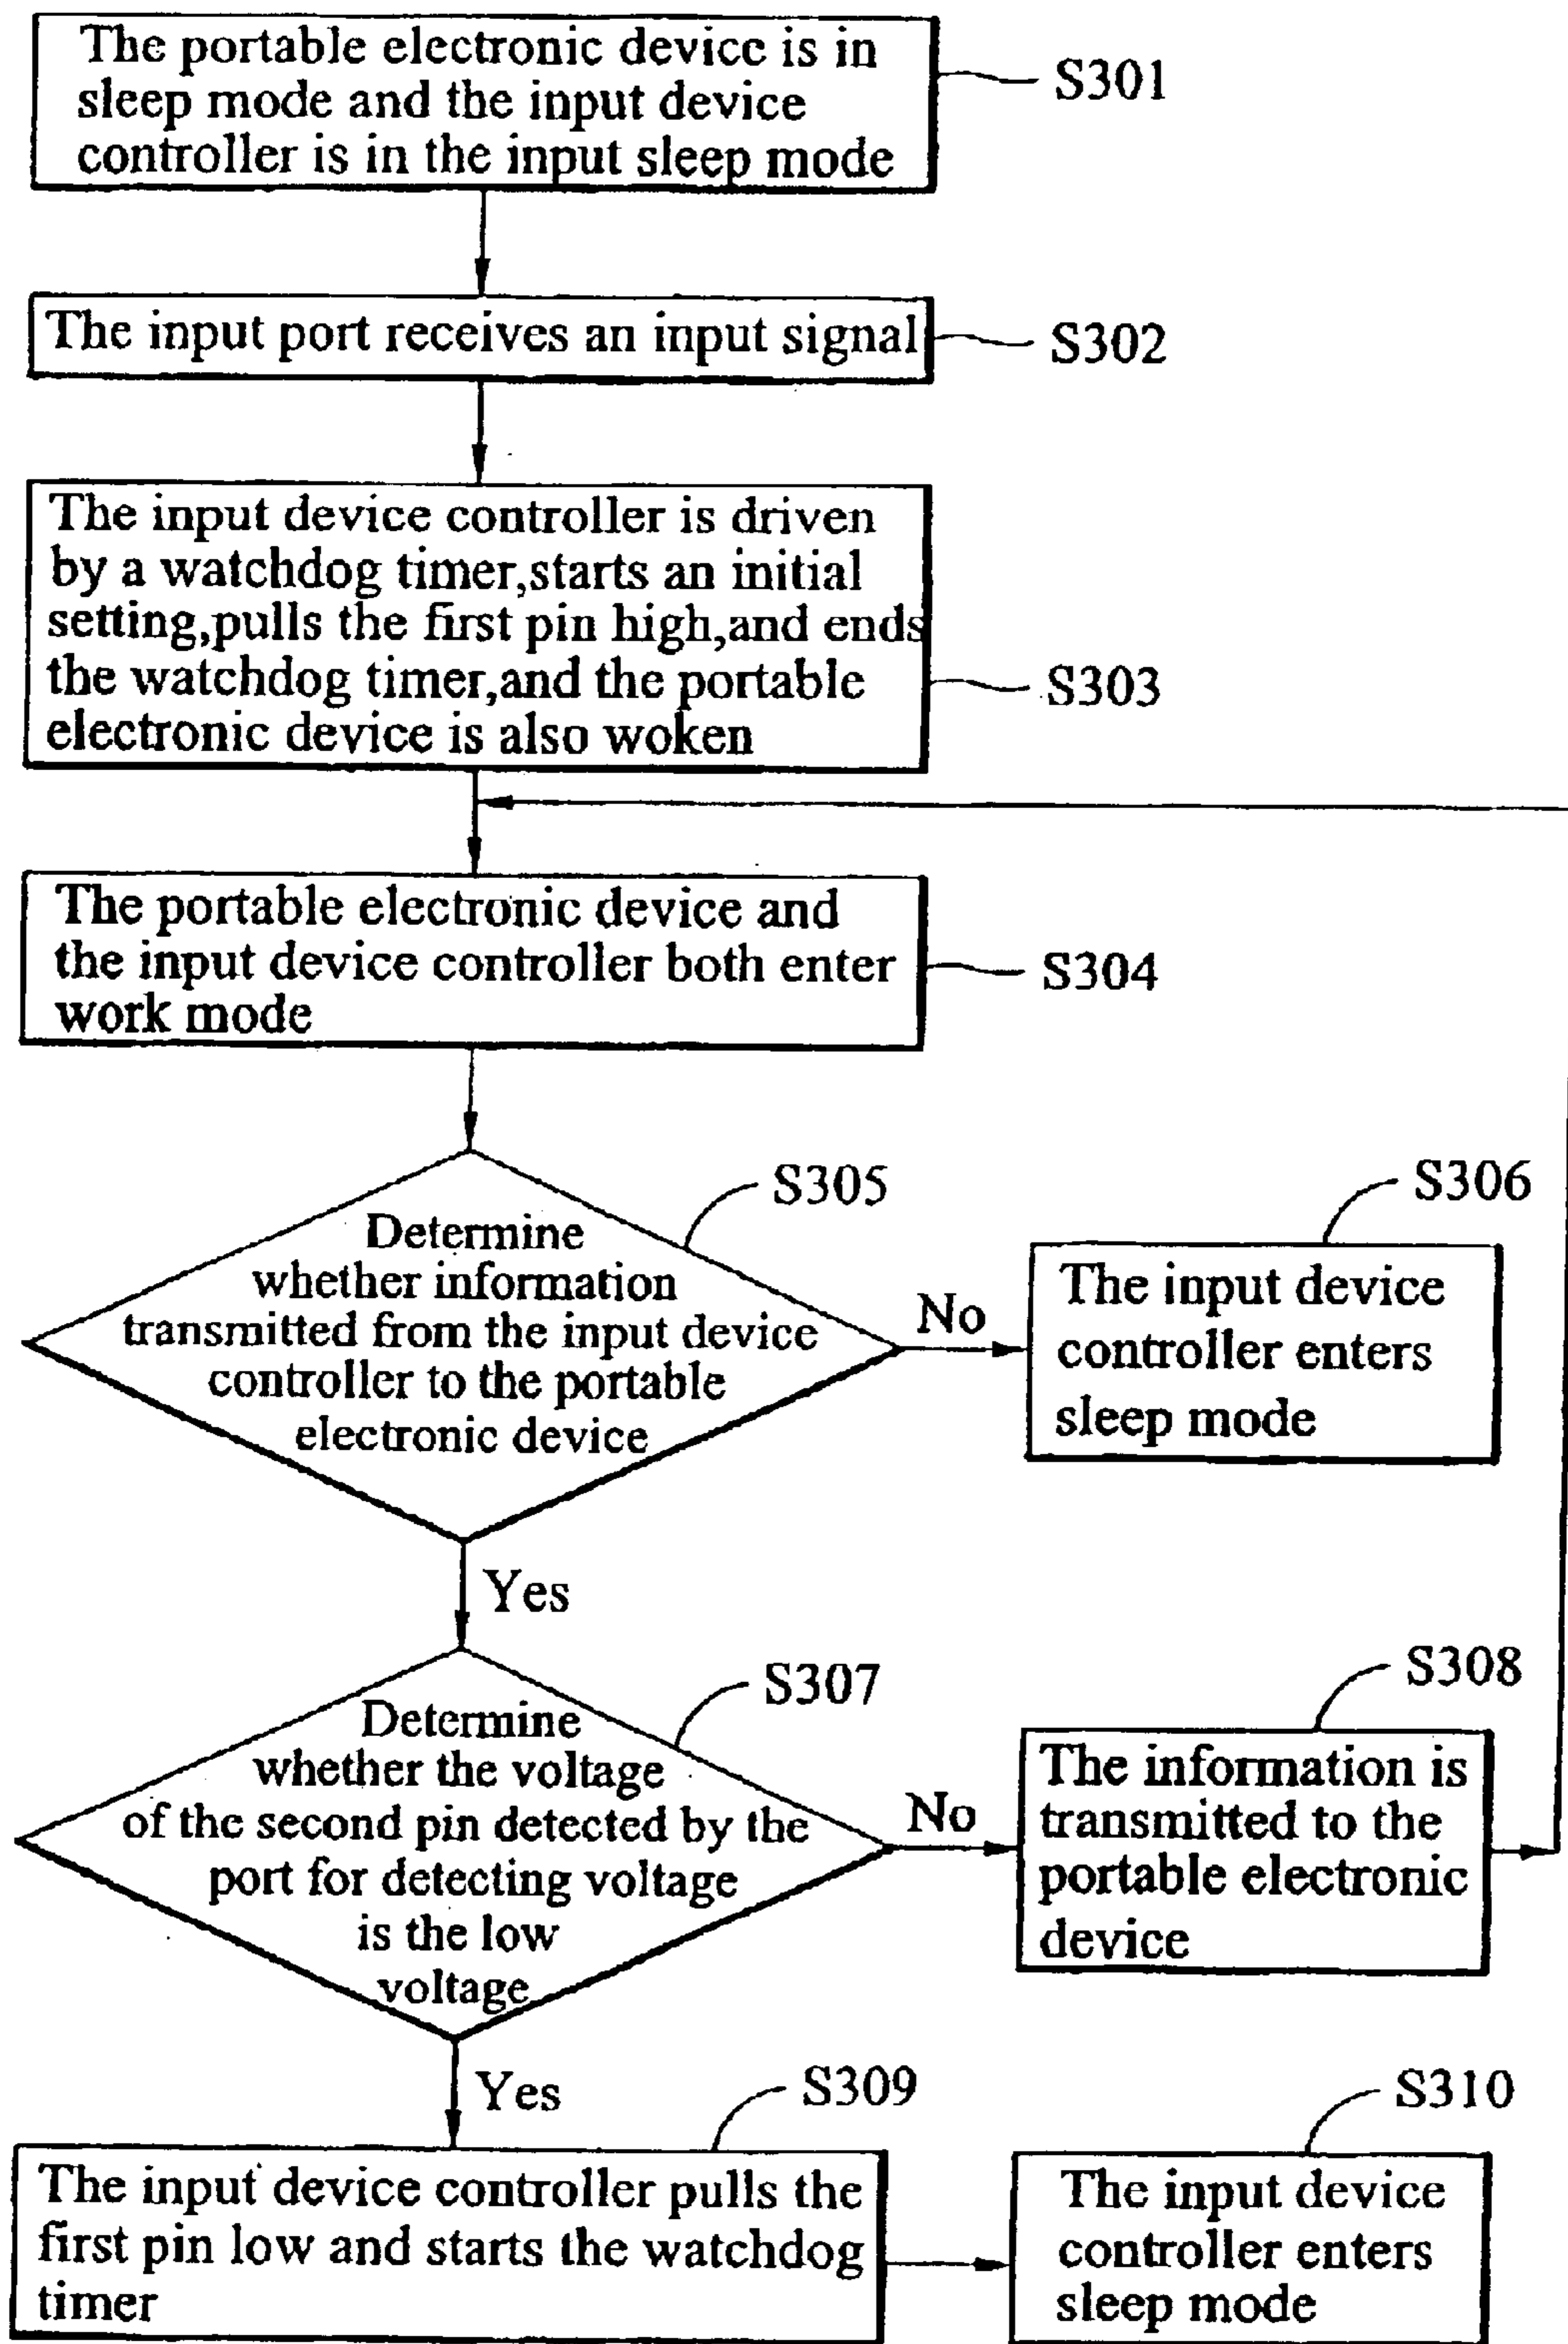 The portable electronic device is in
sleep mode and the input device
controller is in the input sleep mode
S301
The input port receives an input signal
S302
The input device controller is driven
by a watchdog timer,starts an initial
setting,pulls the first pin high,and ends
the watchdog timer,and the portable
electronic device is also woken
S303
The portable electronic device and
the input device controller both enter
work mode
S304
S305
Determine
whether information
transmitted from the input device
controller to the portable
electronic device
No
S306
The input device
controller enters
sleep mode
Yes
S307
Determine
whether the voltage
of the second pin detected by the
port for detecting voltage
is the low
voltage
No
S308
The information is
transmitted to the
portable electronic
device
Yes
S309
The input device controller pulls the
first pin low and starts the watchdog
timer
S310
The input device
controller enters
sleep mode